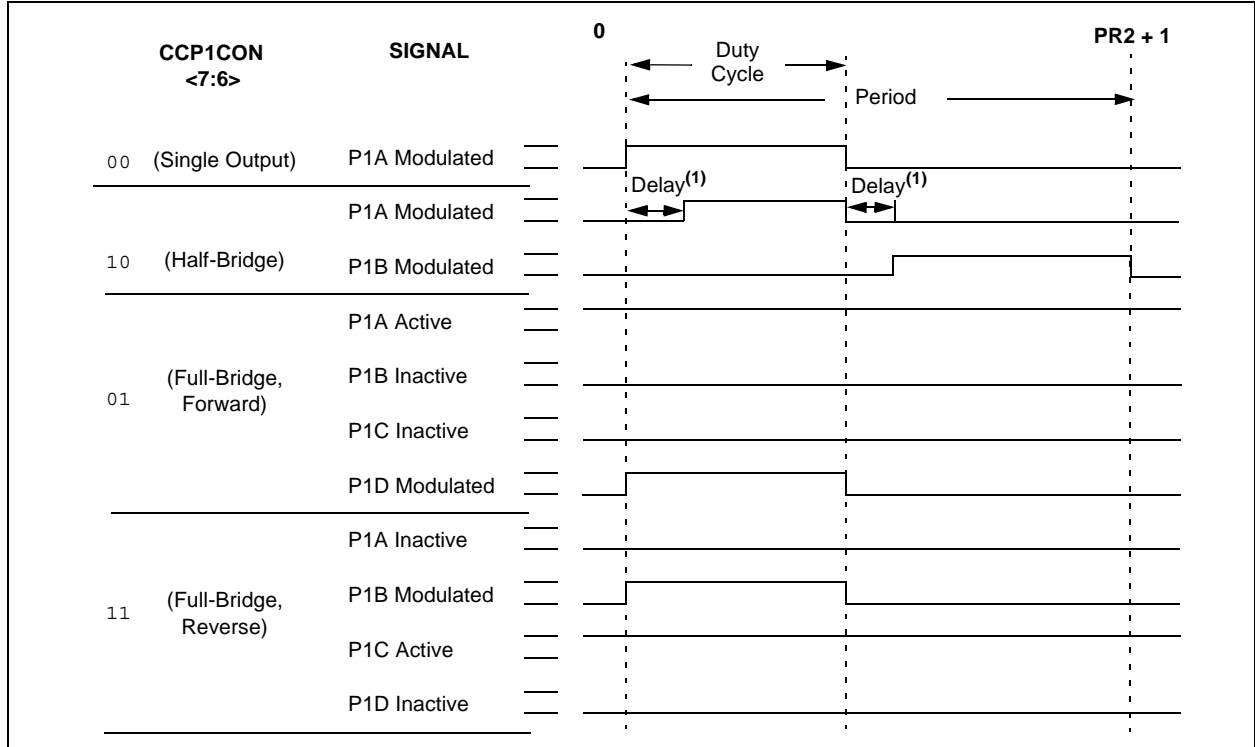 0
PR2 + 1
CCP1CON
<7:6>
SIGNAL
Duty
Cycle
Period
00 (Single Output) P1A Modulated
Delay(1) Delay(1)
P1A Modulated
10 (Half-Bridge) P1B Modulated
P1A Active
01 (Full-Bridge,
Forward)
P1B Inactive
P1C Inactive
P1D Modulated
P1A Inactive
11 (Full-Bridge,
Reverse)
P1B Modulated
P1C Active
P1D Inactive